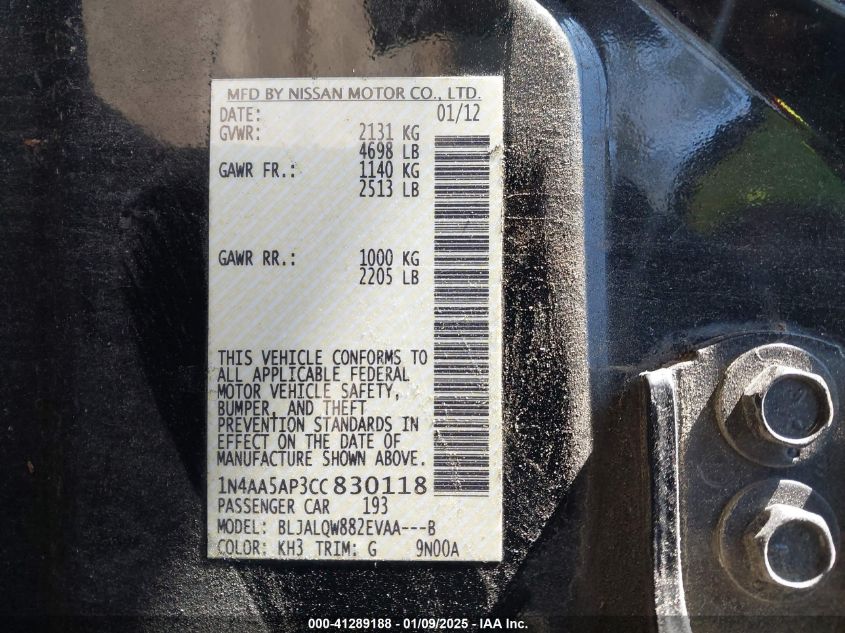 MFD BY NISSAN MOTOR CO., LTD.
DATE: 01/12
GVWR: 2131 KG
4698 LB
GAWR FR.: 1140 KG
2513 LB
GAWR RR.: 1000 KG
2205 LB
THIS VEHICLE CONFORMS TO
ALL APPLICABLE FEDERAL
MOTOR VEHICLE SAFETY,
BUMPER, AND THEFT
PREVENTION STANDARDS IN
EFFECT ON THE DATE OF
MANUFACTURE SHOWN ABOVE.
1N4AA5AP3CC830118
PASSENGER CAR 193
MODEL: BLJALQW882EVAA---B
COLOR: KH3 TRIM: G 9N00A
000-41289188 - 01/09/2025 - IAA Inc.